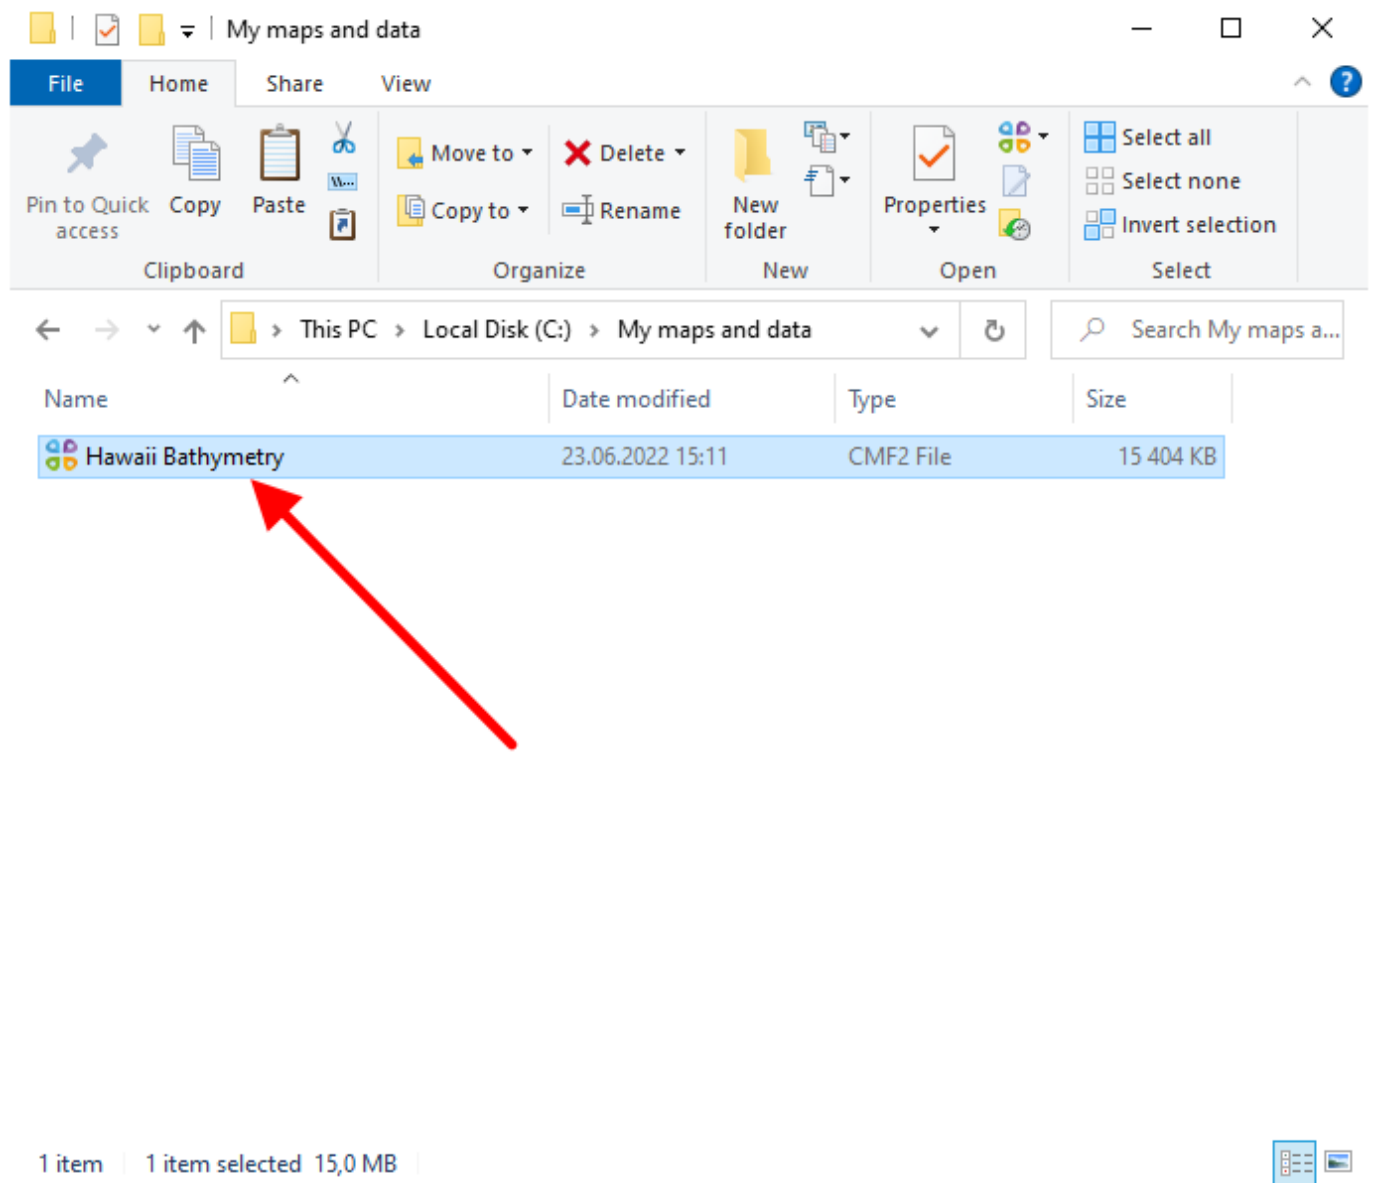 My maps and data
File Home Share View
Pin to Quick access
Copy
Paste
Move to
Copy to
Delete
Rename
New folder
Properties
Select all
Select none
Invert selection
Clipboard Organize New Open Select
This PC Local Disk (C:) My maps and data
Search My maps a...
Name Date modified Type Size
Hawaii Bathymetry 23.06.2022 15:11 CMF2 File 15 404 KB
1 item 1 item selected 15,0 MB